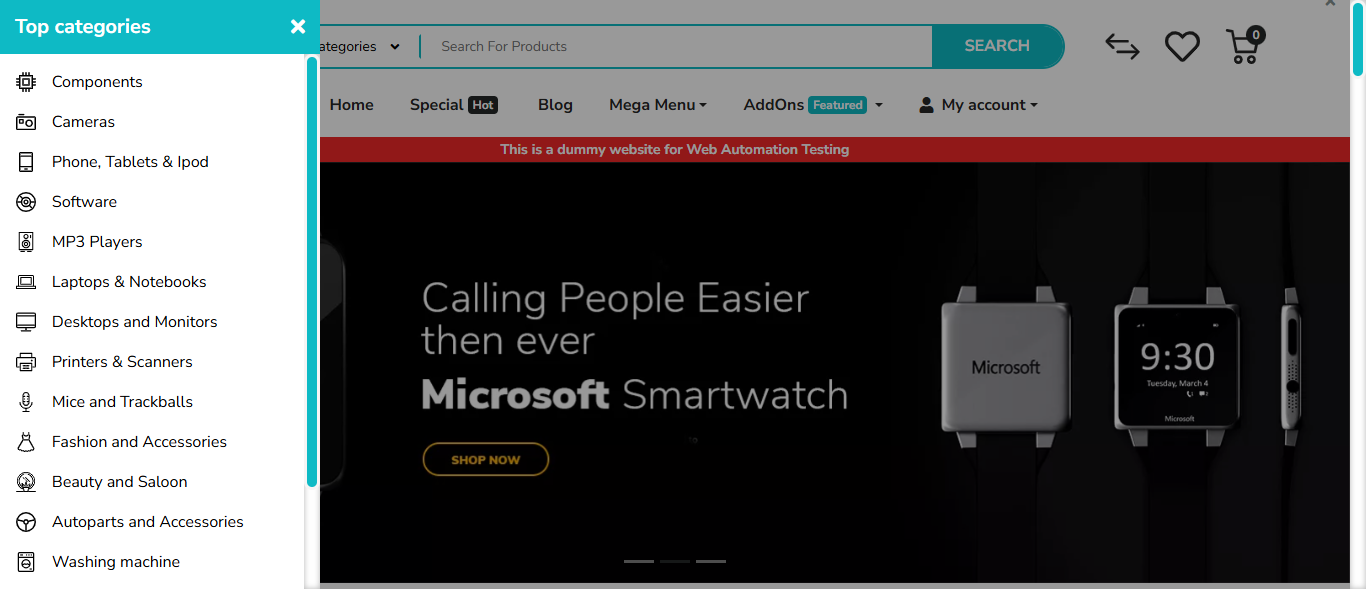 Top categories
ategories
Search For Products
SEARCH
0
Home
Special Hot
Blog
Mega Menu
AddOns Featured
My account
This is a dummy website for Web Automation Testing
Components
Cameras
Phone, Tablets & Ipod
Software
MP3 Players
Laptops & Notebooks
Desktops and Monitors
Printers & Scanners
Mice and Trackballs
Fashion and Accessories
Beauty and Saloon
Autoparts and Accessories
Washing machine
Calling People Easier
then ever
Microsoft Smartwatch
SHOP NOW
Microsoft
9:30
Tuesday, March 4
Microsoft